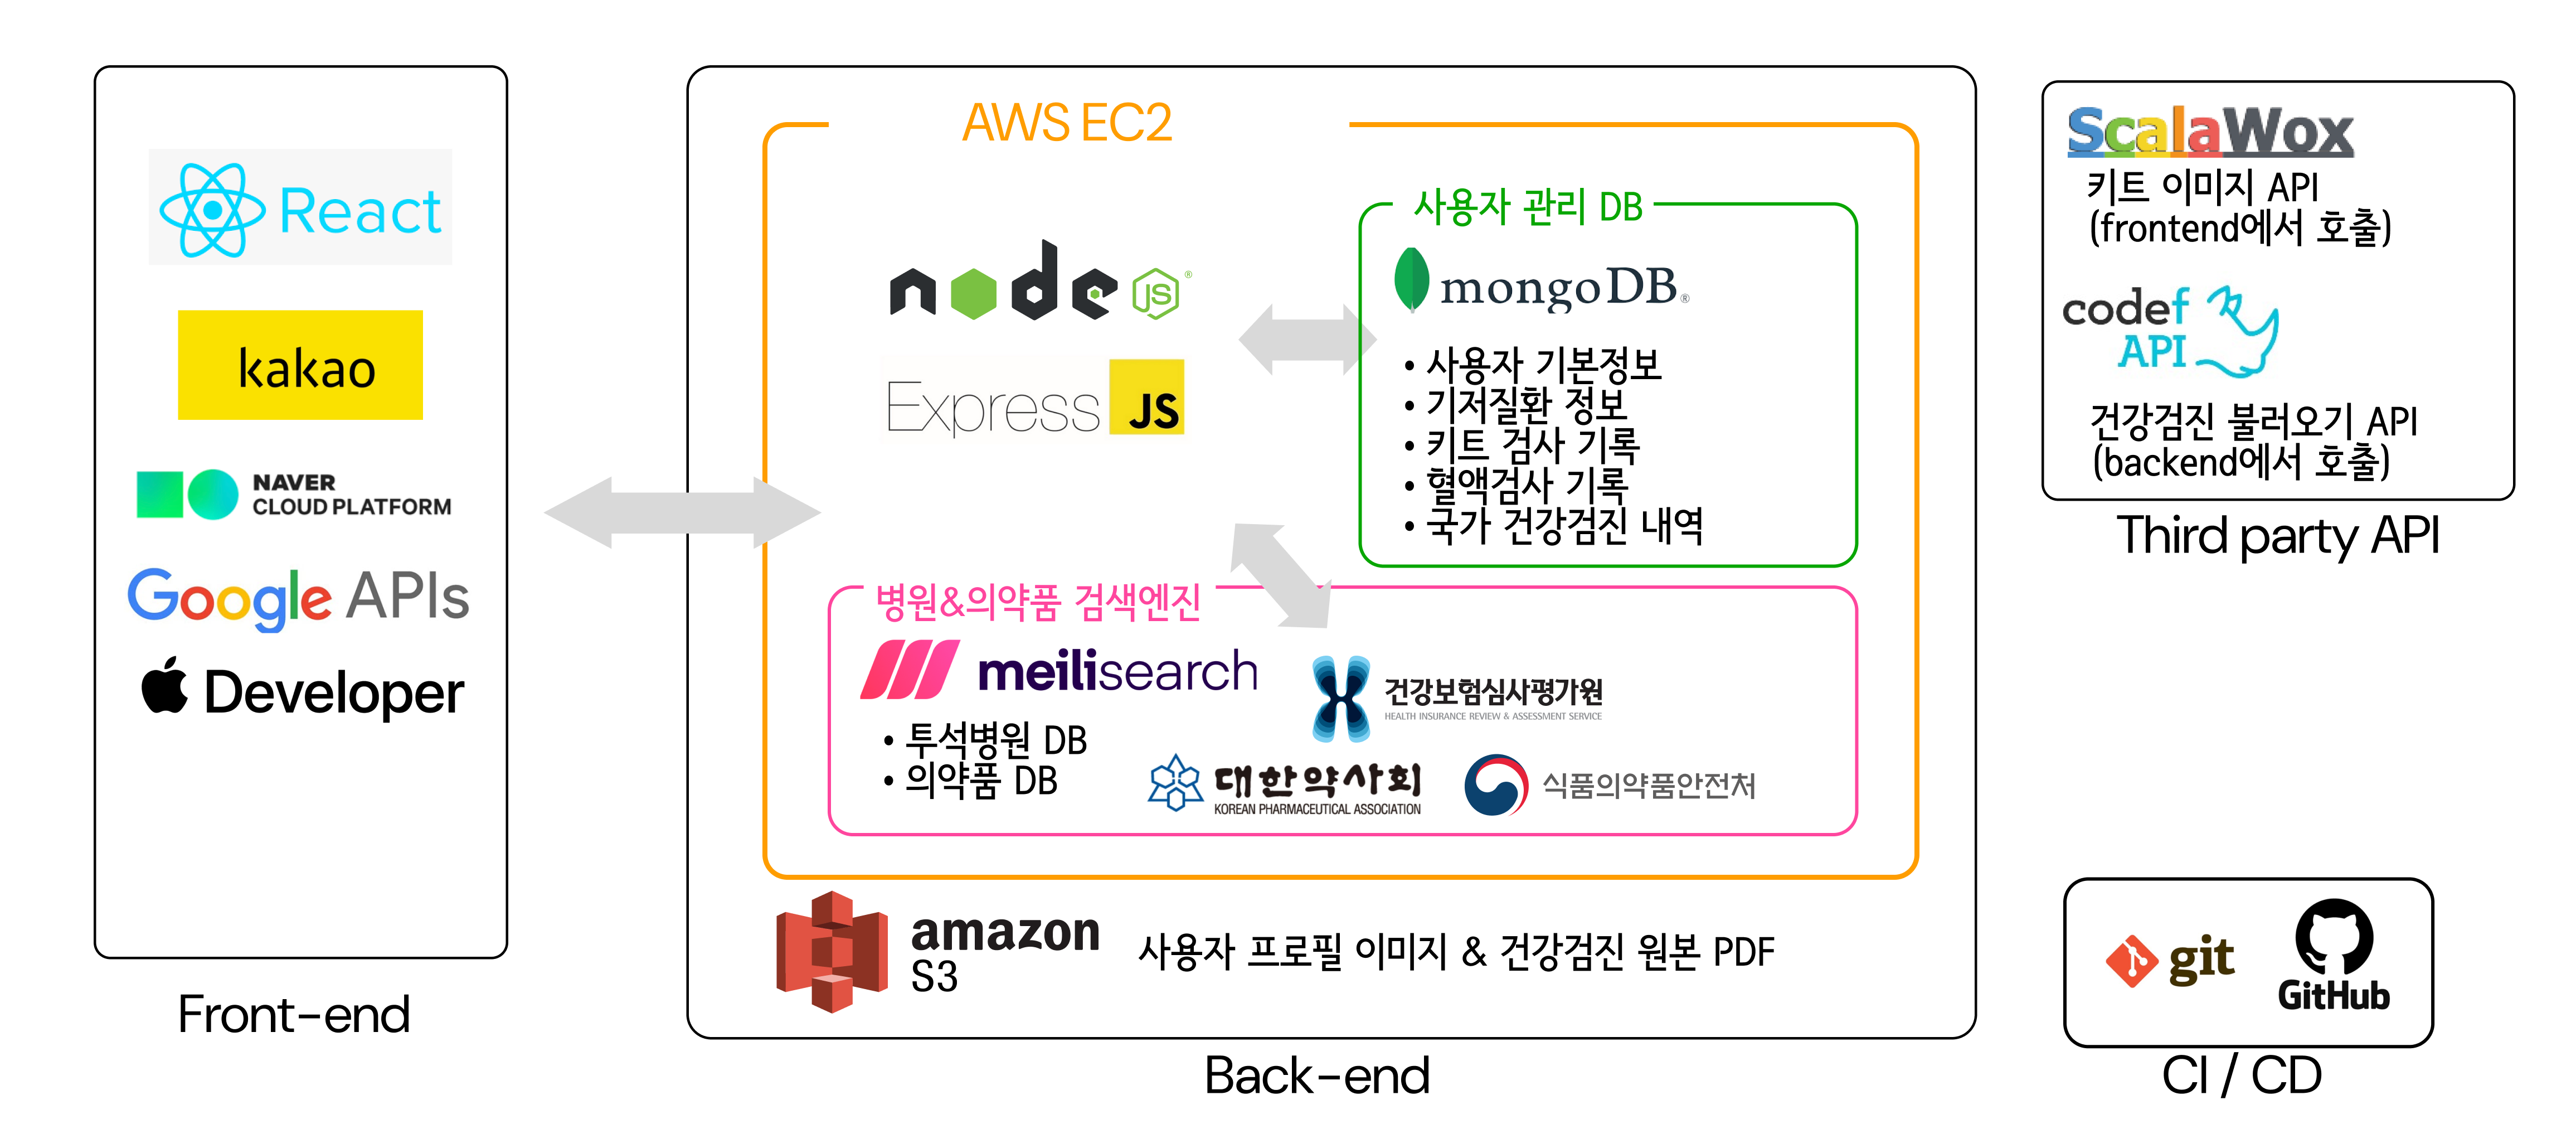 React
kakao
NAVER
CLOUD PLATFORM
Google APIs
Developer
Front-end
AWS EC2
node JS ®
Express JS
사용자 관리 DB
mongoDB®
• 사용자 기본정보
• 기저질환 정보
• 키트 검사 기록
• 혈액검사 기록
• 국가 건강검진 내역
병원&의약품 검색엔진
meilisearch
• 투석병원 DB
• 의약품 DB
건강보험심사평가원
HEALTH INSURANCE REVIEW & ASSESSMENT SERVICE
대한약사회
KOREAN PHARMACEUTICAL ASSOCIATION
식품의약품안전처
amazon
S3
사용자 프로필 이미지 & 건강검진 원본 PDF
Back-end
ScalaWox
키트 이미지 API
(frontend에서 호출)
codef
API
건강검진 불러오기 API
(backend에서 호출)
Third party API
git
GitHub
CI / CD